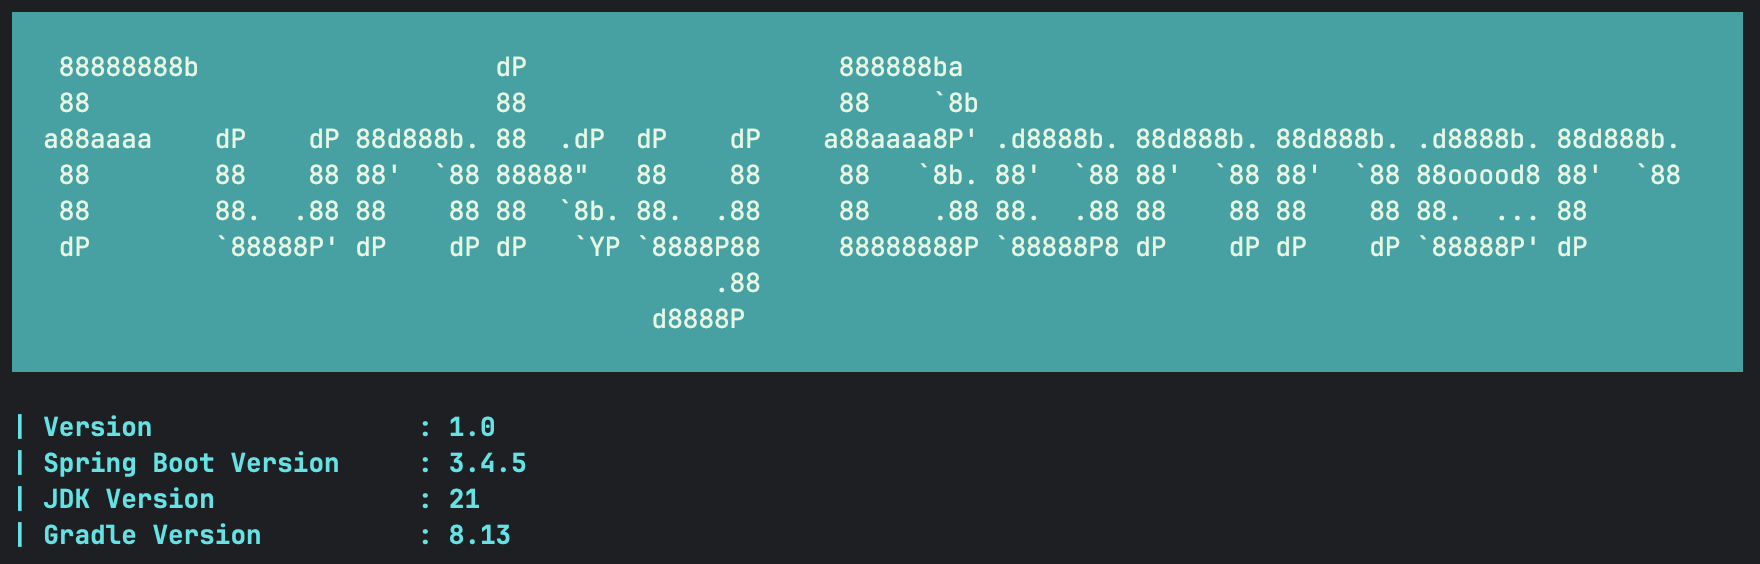 88888888b                   dP                    888888ba
 88                          88                    88    `8b
a88aaaa    dP    dP 88d888b. 88  .dP  dP    dP    a88aaaa8P' .d8888b. 88d888b. 88d888b. .d8888b. 88d888b.
 88        88    88 88'  `88 88888"   88    88     88   `8b. 88'  `88 88'  `88 88'  `88 88ooood8 88'  `88
 88        88.  .88 88    88 88  `8b. 88.  .88     88    .88 88.  .88 88    88 88    88 88.  ... 88
 dP        `88888P' dP    dP dP   `YP `8888P88     88888888P `88888P8 dP    dP dP    dP `88888P' dP
                                           .88
                                       d8888P
| Version                 : 1.0
| Spring Boot Version     : 3.4.5
| JDK Version             : 21
| Gradle Version          : 8.13